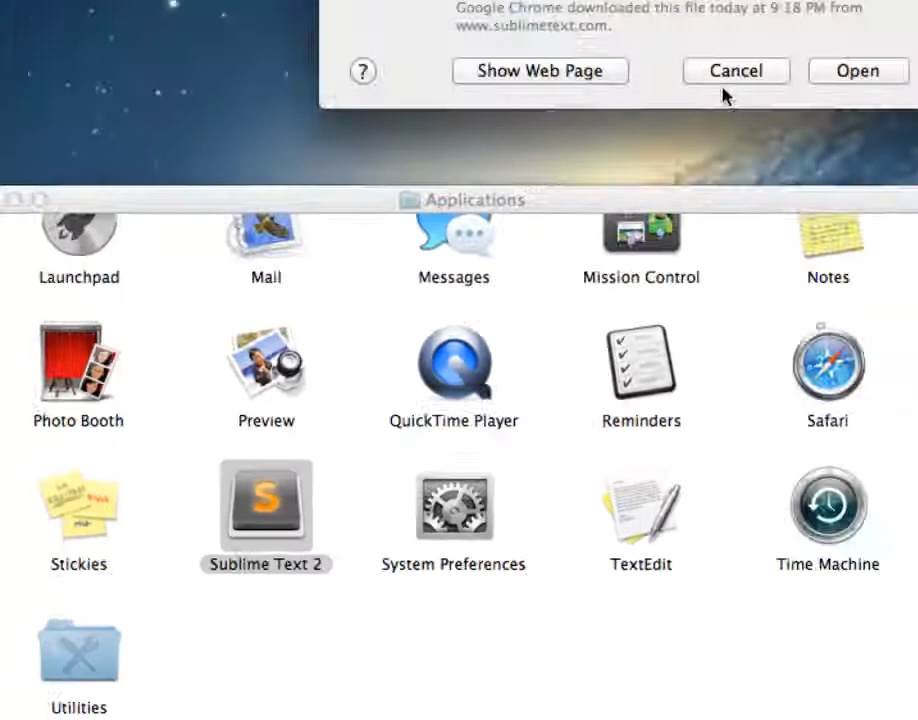 Google Chrome downloaded this file today at 9:18 PM from
www.sublimetext.com.
?
Show Web Page
Cancel
Open
Applications
Launchpad
Mail
Messages
Mission Control
Notes
Photo Booth
Preview
QuickTime Player
Reminders
Safari
S
Stickies
Sublime Text 2
System Preferences
TextEdit
Time Machine
Utilities